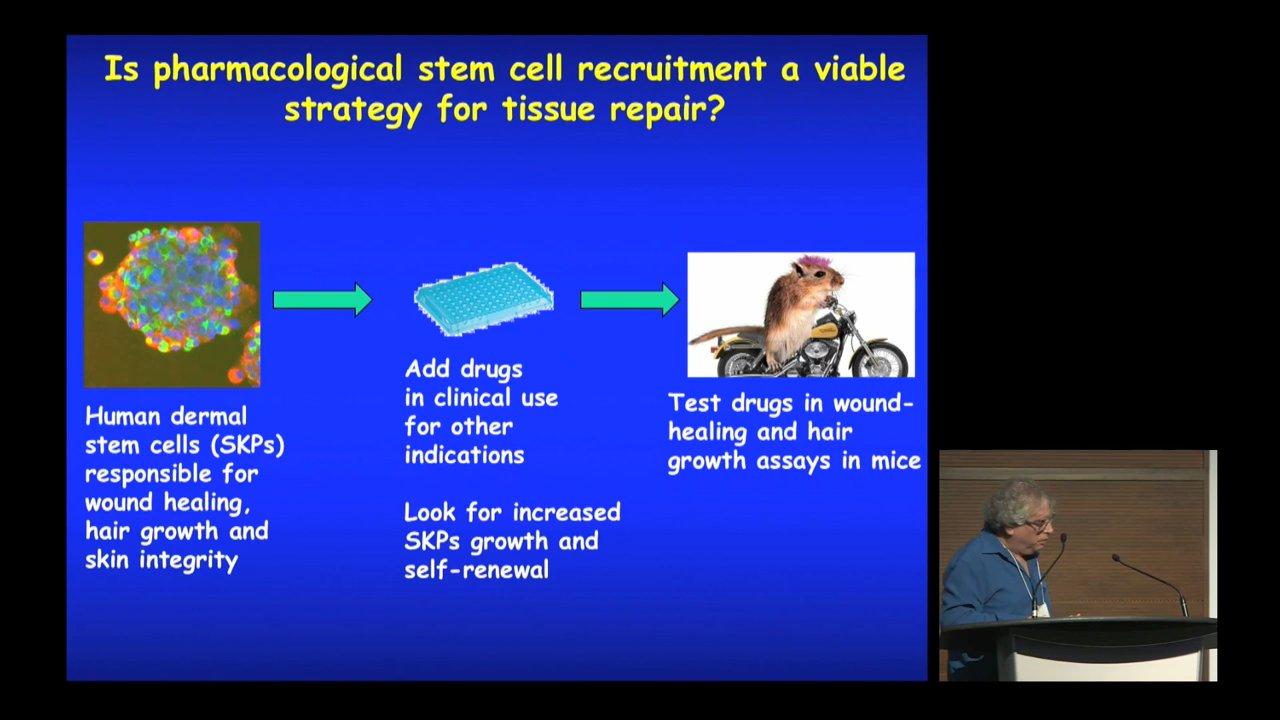 Is pharmacological stem cell recruitment a viable
strategy for tissue repair?
Human dermal
stem cells (SKPs)
responsible for
wound healing,
hair growth and
skin integrity
Add drugs
in clinical use
for other
indications
Look for increased
SKPs growth and
self-renewal
Test drugs in wound-
healing and hair
growth assays in mice